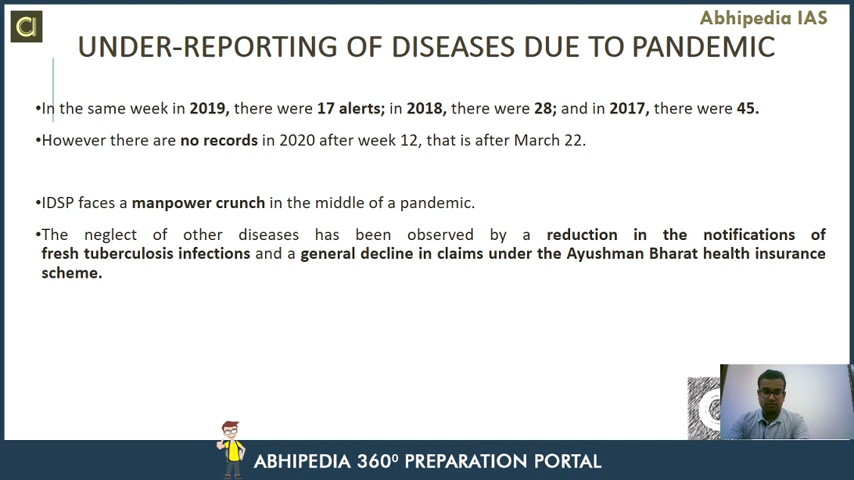 Abhipedia IAS
UNDER-REPORTING OF DISEASES DUE TO PANDEMIC
•In the same week in 2019, there were 17 alerts; in 2018, there were 28; and in 2017, there were 45.
•However there are no records in 2020 after week 12, that is after March 22.
•IDSP faces a manpower crunch in the middle of a pandemic.
•The neglect of other diseases has been observed by a reduction in the notifications of
fresh tuberculosis infections and a general decline in claims under the Ayushman Bharat health insurance
scheme.
ABHIPEDIA 360⁰ PREPARATION PORTAL